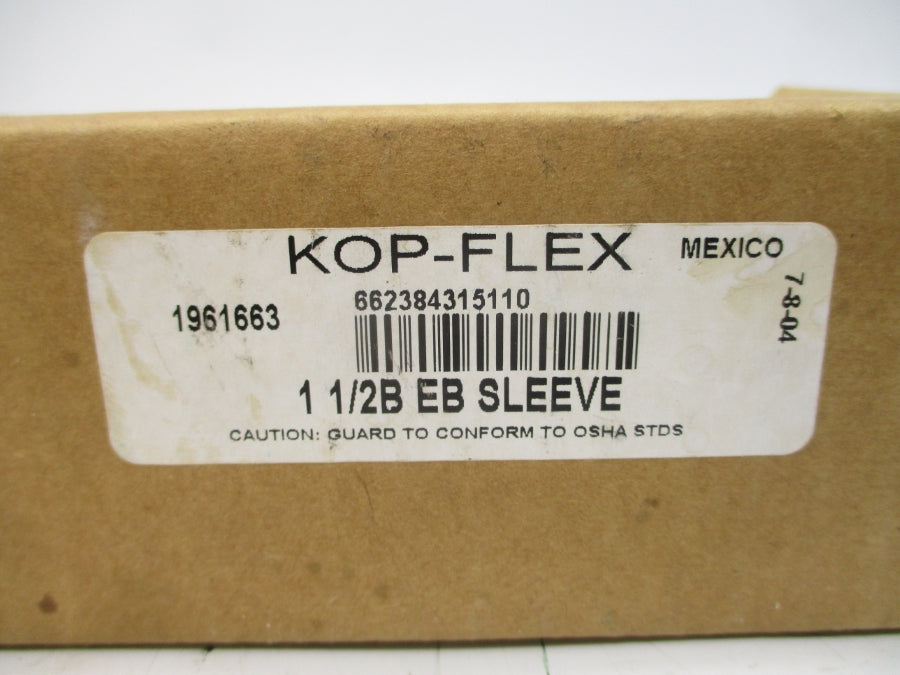 KOP-FLEX
MEXICO
7-8-04
662384315110
1961663
1 1/2B EB SLEEVE
CAUTION: GUARD TO CONFORM TO OSHA STDS